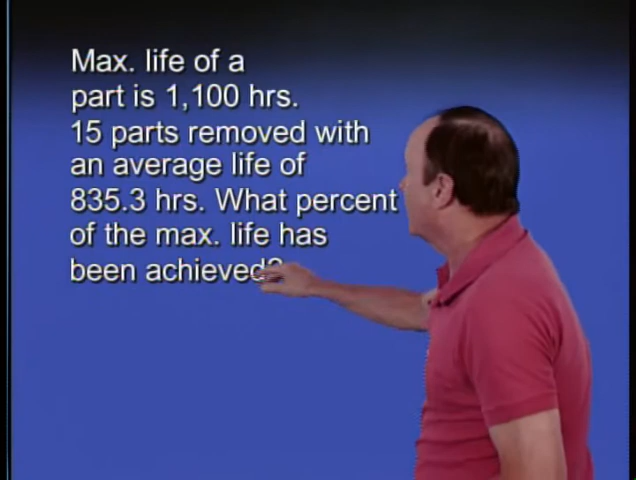 Max. life of a
part is 1,100 hrs.
15 parts removed with
an average life of
835.3 hrs. What percent
of the max. life has
been achieved?